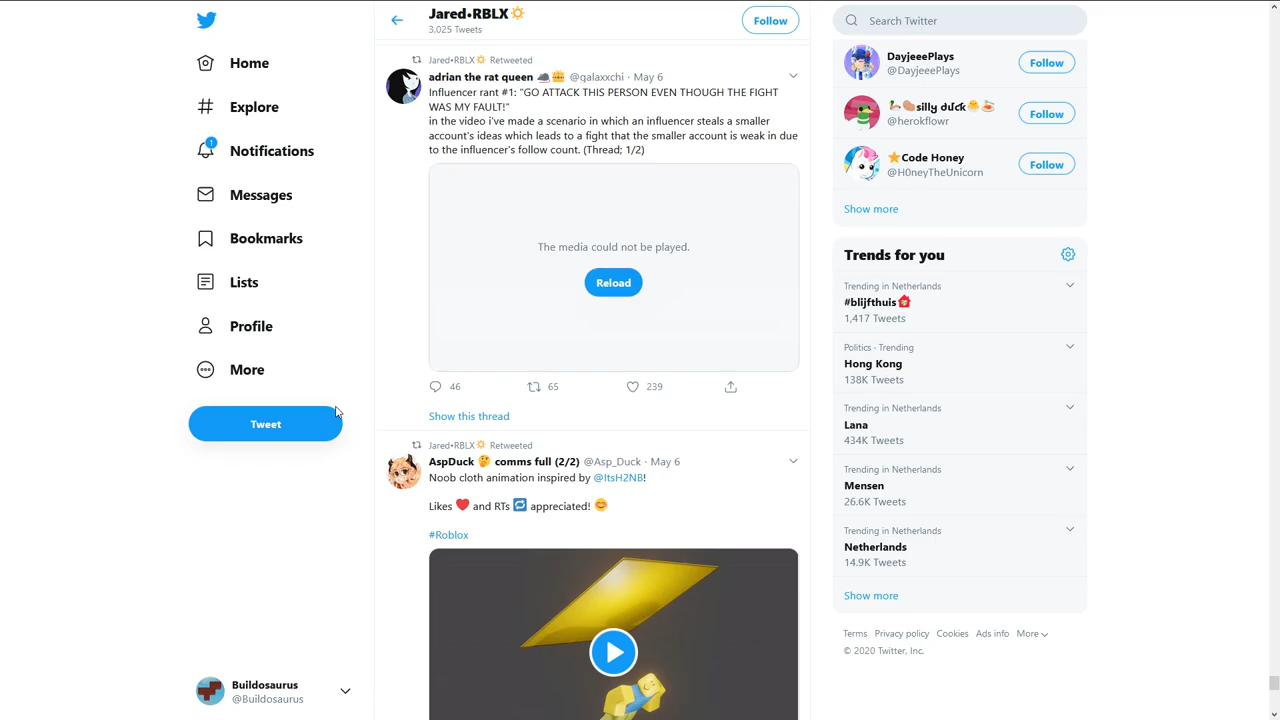 Home
Explore
1
Notifications
Messages
Bookmarks
Lists
Profile
More
Tweet
Buildosaurus
@Buildosaurus
Jared•RBLX🔆
3,025 Tweets
Follow
Jared•RBLX🔆 Retweeted
adrian the rat queen 🐀👑 @galaxxchi · May 6
Influencer rant #1: "GO ATTACK THIS PERSON EVEN THOUGH THE FIGHT
WAS MY FAULT!"
in the video i've made a scenario in which an influencer steals a smaller
account's ideas which leads to a fight that the smaller account is weak in due
to the influencer's follow count. (Thread; 1/2)
The media could not be played.
Reload
46 65 239
Show this thread
Jared•RBLX🔆 Retweeted
AspDuck 🤔 comms full (2/2) @Asp_Duck · May 6
Noob cloth animation inspired by @ItsH2NB!
Likes ❤️ and RTs 🔁 appreciated! 😊
#Roblox
Search Twitter
DayjeeePlays
@DayjeeePlays
Follow
silly dưck
@herokflowr
Follow
⭐Code Honey
@H0neyTheUnicorn
Follow
Show more
Trends for you
Trending in Netherlands
#blijfthuis
1,417 Tweets
Politics · Trending
Hong Kong
138K Tweets
Trending in Netherlands
Lana
434K Tweets
Trending in Netherlands
Mensen
26.6K Tweets
Trending in Netherlands
Netherlands
14.9K Tweets
Show more
Terms Privacy policy Cookies Ads info More
© 2020 Twitter, Inc.